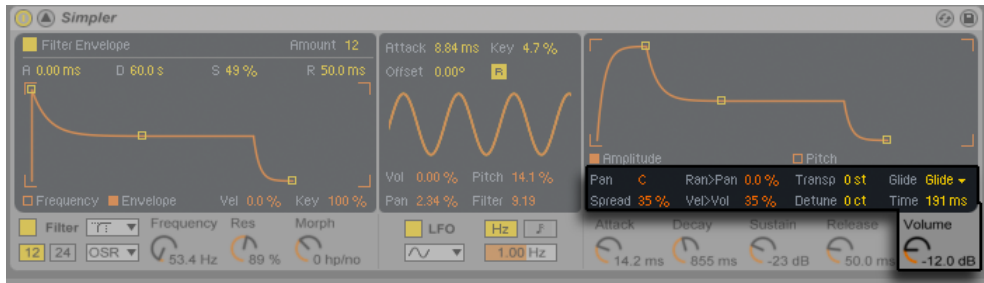 Simpler
Filter Envelope Amount 12
A 0.00 ms D 60.0 s S 49 % R 50.0 ms
Frequency Envelope Vel 0.0 % Key 100 %
Attack 8.84 ms Key 4.7 %
Offset 0.00° R
Vol 0.00 % Pitch 14.1 %
Pan 2.34 % Filter 9.19
Amplitude Pitch
Pan C Ran>Pan 0.0 % Transp 0 st Glide Glide
Spread 35 % Vel>Vol 35 % Detune 0 ct Time 191 ms
Filter Frequency Res Morph
12 24 OSR 53.4 Hz 89 % 0 hp/no
LFO Hz
1.00 Hz
Attack Decay Sustain Release Volume
14.2 ms 855 ms -23 dB 50.0 ms -12.0 dB